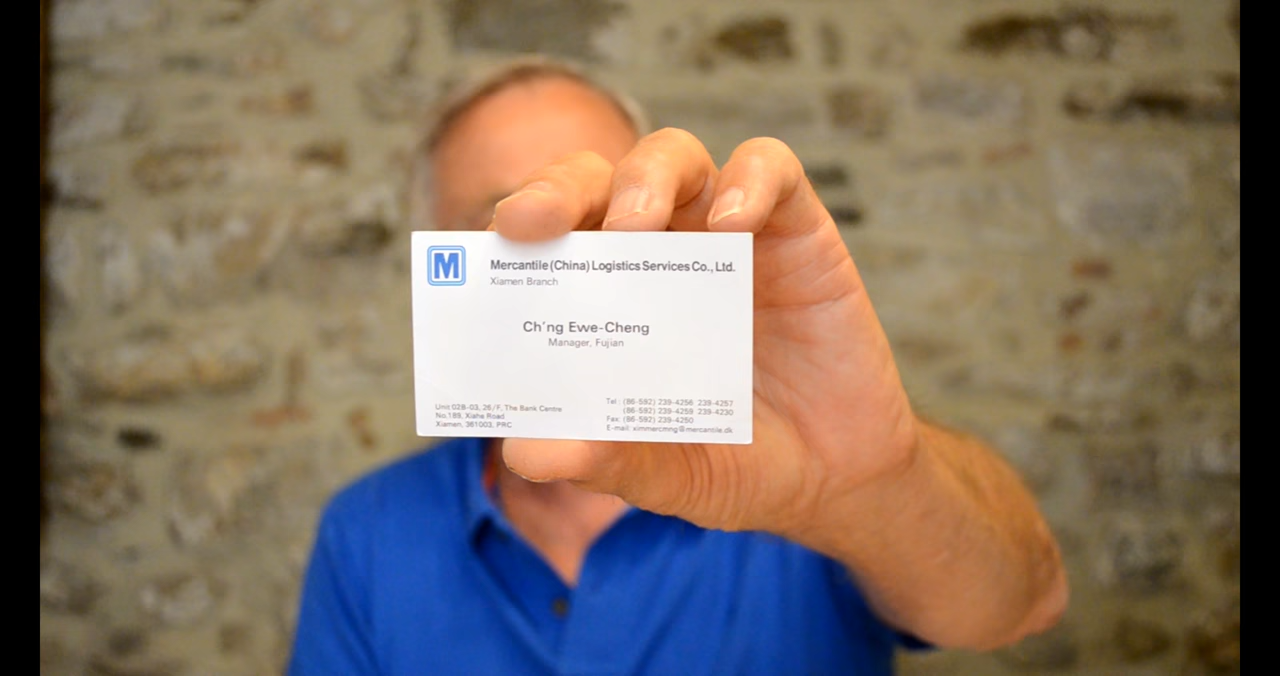 M
Mercantile (China) Logistics Services Co., Ltd.
Xiamen Branch
Ch'ng Ewe-Cheng
Manager, Fujian
Unit 02B-03, 26/F, The Bank Centre
No.189, Xiahe Road
Xiamen, 361003, PRC
Tel : (86-592) 239-4256 239-4257
(86-592) 239-4259 239-4230
Fax: (86-592) 239-4250
E-mail: ximmercmng@mercantile.dk